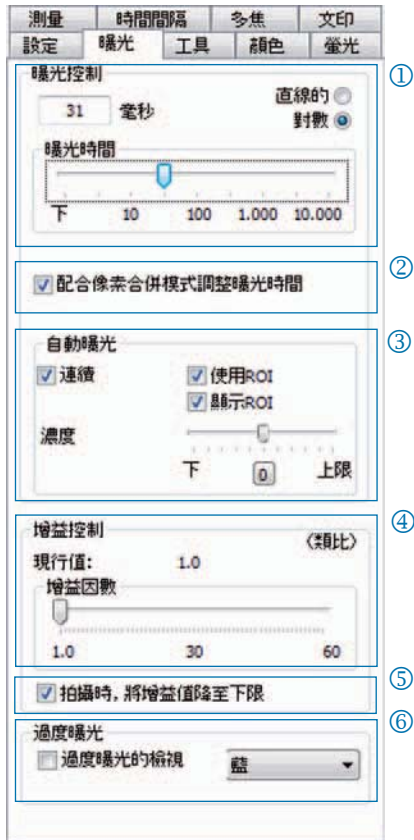 測量 時間間隔 多焦 文印
設定 曝光 工具 顏色 螢光
曝光控制 ①
31 毫秒 直線的
對數
曝光時間
下 10 100 1.000 10.000
配合像素合併模式調整曝光時間 ②
自動曝光 ③
連續 使用ROI
顯示ROI
濃度
下 0 上限
增益控制 ④
(類比)
現行值: 1.0
增益因數
1.0 30 60
拍攝時, 將增益值降至下限 ⑤
過度曝光 ⑥
過度曝光的檢視 藍